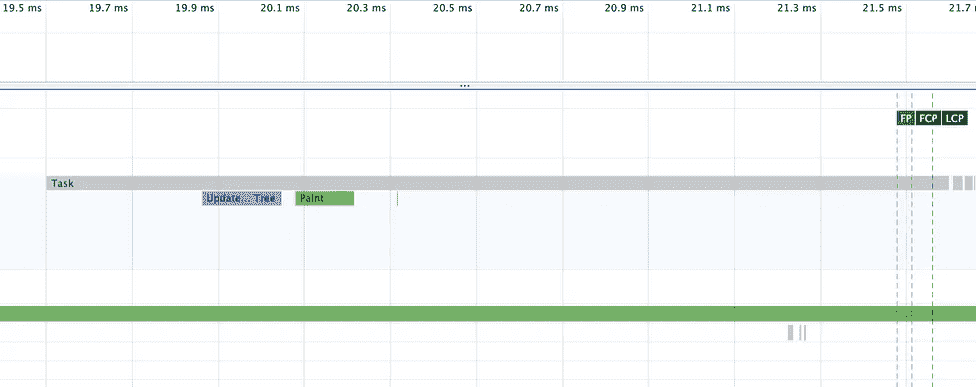 19.5 ms 19.7 ms 19.9 ms 20.1 ms 20.3 ms 20.5 ms 20.7 ms 20.9 ms 21.1 ms 21.3 ms 21.5 ms 21.7
...
FP FCP LCP
Task
Update Tree Paint